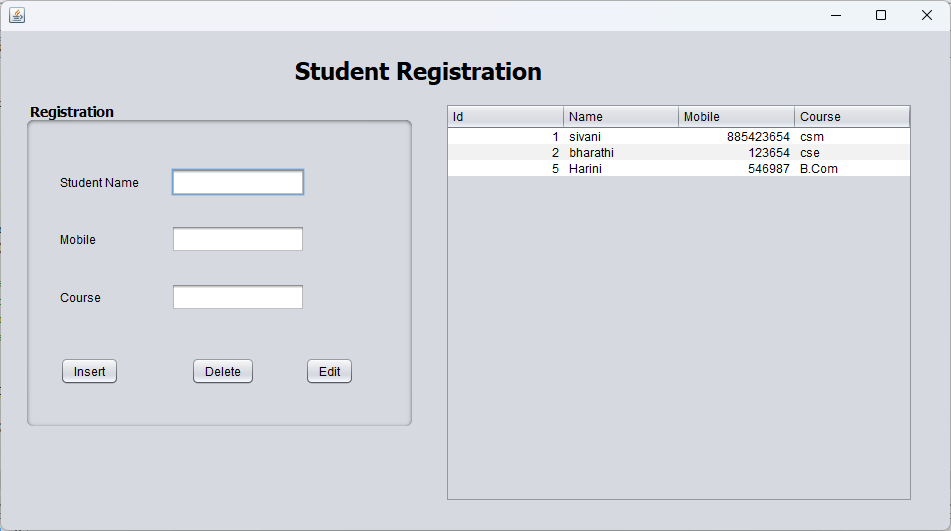 Student Registration
Registration
Student Name
Mobile
Course
Insert Delete Edit
Id Name Mobile Course
1 sivani 885423654 csm
2 bharathi 123654 cse
5 Harini 546987 B.Com